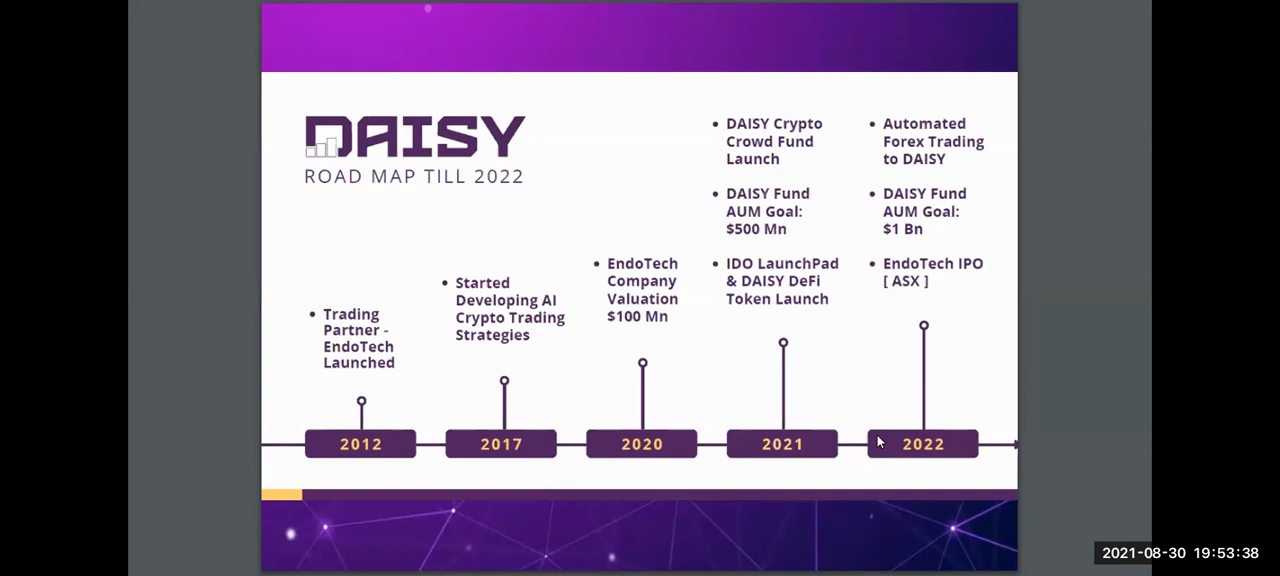 DAISY
ROAD MAP TILL 2022
• Trading
Partner -
EndoTech
Launched
• Started
Developing AI
Crypto Trading
Strategies
• EndoTech
Company
Valuation
$100 Mn
• DAISY Crypto
Crowd Fund
Launch
• DAISY Fund
AUM Goal:
$500 Mn
• IDO LaunchPad
& DAISY DeFi
Token Launch
• Automated
Forex Trading
to DAISY
• DAISY Fund
AUM Goal:
$1 Bn
• EndoTech IPO
[ ASX ]
2012
2017
2020
2021
2022
2021-08-30 19:53:38